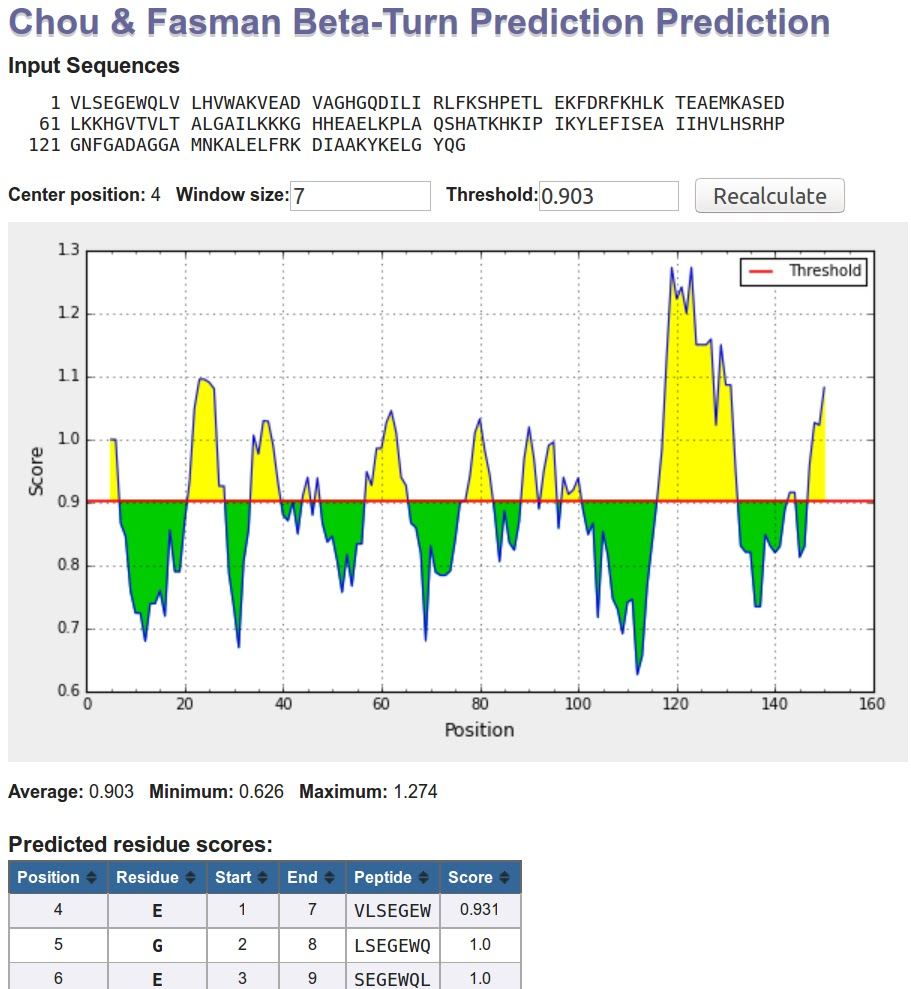 Chou & Fasman Beta-Turn Prediction Prediction
Input Sequences
1 VLSEGEWQLV LHVWAKVEAD VAGHGQDILI RLFKSHPETL EKFDRFKHLK TEAEMKASED
61 LKKHGVTVLT ALGAILKKKG HHEAELKPLA QSHATKHKIP IKYLEFISEA IIHVLHSRHP
121 GNFGADAGGA MNKALELFRK DIAAKYKELG YQG
Center position: 4 Window size: 7 Threshold: 0.903 Recalculate
Threshold
1.3
1.2
1.1
1.0
0.9
0.8
0.7
0.6
Score
0 20 40 60 80 100 120 140 160
Position
Average: 0.903 Minimum: 0.626 Maximum: 1.274
Predicted residue scores:
Position Residue Start End Peptide Score
4 E 1 7 VLSEGEW 0.931
5 G 2 8 LSEGEWQ 1.0
6 E 3 9 SEGEWQL 1.0